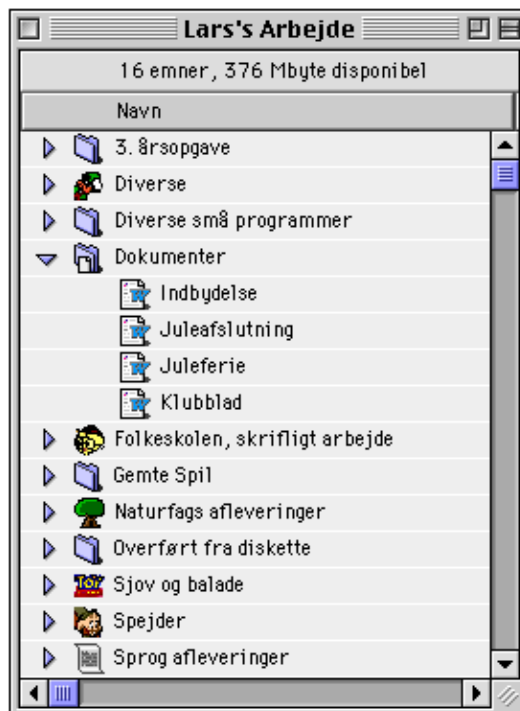 Lars's Arbejde
16 emner, 376 Mbyte disponibel
Navn
3. årsopgave
Diverse
Diverse små programmer
Dokumenter
Indbydelse
Juleafslutning
Juleferie
Klubblad
Folkeskolen, skrifligt arbejde
Gemte Spil
Naturfags afleveringer
Overført fra diskette
TOY
Sjov og balade
Spejder
Sprog afleveringer